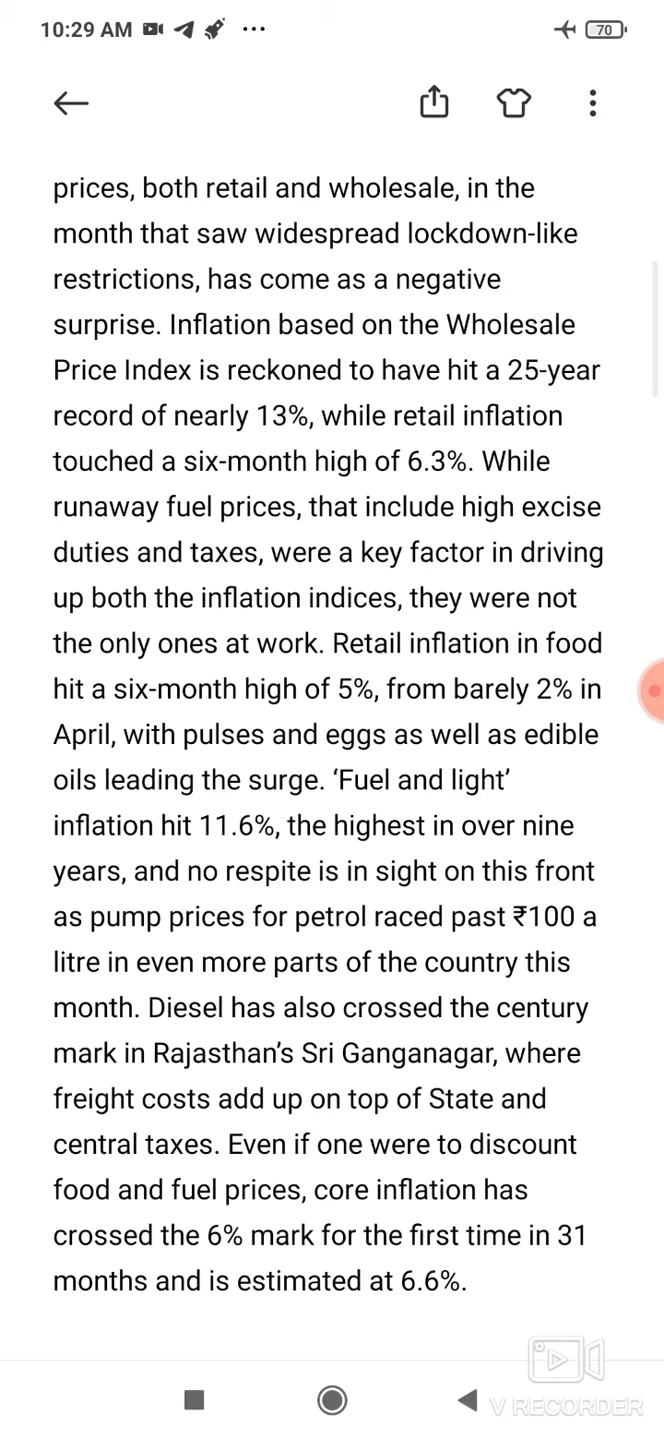 10:29 AM ...
70
prices, both retail and wholesale, in the
month that saw widespread lockdown-like
restrictions, has come as a negative
surprise. Inflation based on the Wholesale
Price Index is reckoned to have hit a 25-year
record of nearly 13%, while retail inflation
touched a six-month high of 6.3%. While
runaway fuel prices, that include high excise
duties and taxes, were a key factor in driving
up both the inflation indices, they were not
the only ones at work. Retail inflation in food
hit a six-month high of 5%, from barely 2% in
April, with pulses and eggs as well as edible
oils leading the surge. ‘Fuel and light’
inflation hit 11.6%, the highest in over nine
years, and no respite is in sight on this front
as pump prices for petrol raced past ₹100 a
litre in even more parts of the country this
month. Diesel has also crossed the century
mark in Rajasthan’s Sri Ganganagar, where
freight costs add up on top of State and
central taxes. Even if one were to discount
food and fuel prices, core inflation has
crossed the 6% mark for the first time in 31
months and is estimated at 6.6%.
V RECORDER